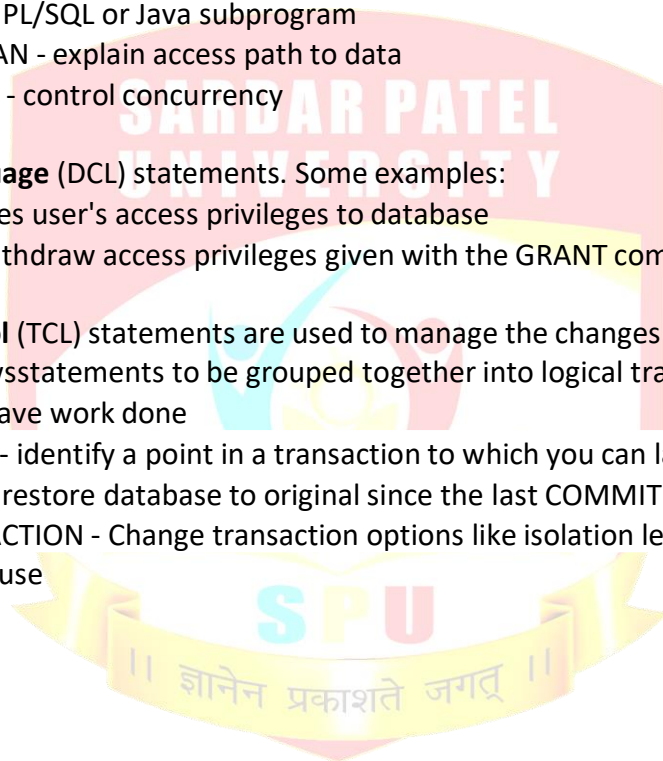 PL/SQL or Java subprogram
AN - explain access path to data
- control concurrency
SARDAR PATEL
UNIVERSITY
uage (DCL) statements. Some examples:
es user's access privileges to database
thdraw access privileges given with the GRANT com
ol (TCL) statements are used to manage the changes
vsstatements to be grouped together into logical tra
ave work done
- identify a point in a transaction to which you can la
restore database to original since the last COMMIT
ACTION - Change transaction options like isolation le
use
SPU
॥ ज्ञानेन प्रकाशते जगत् ॥